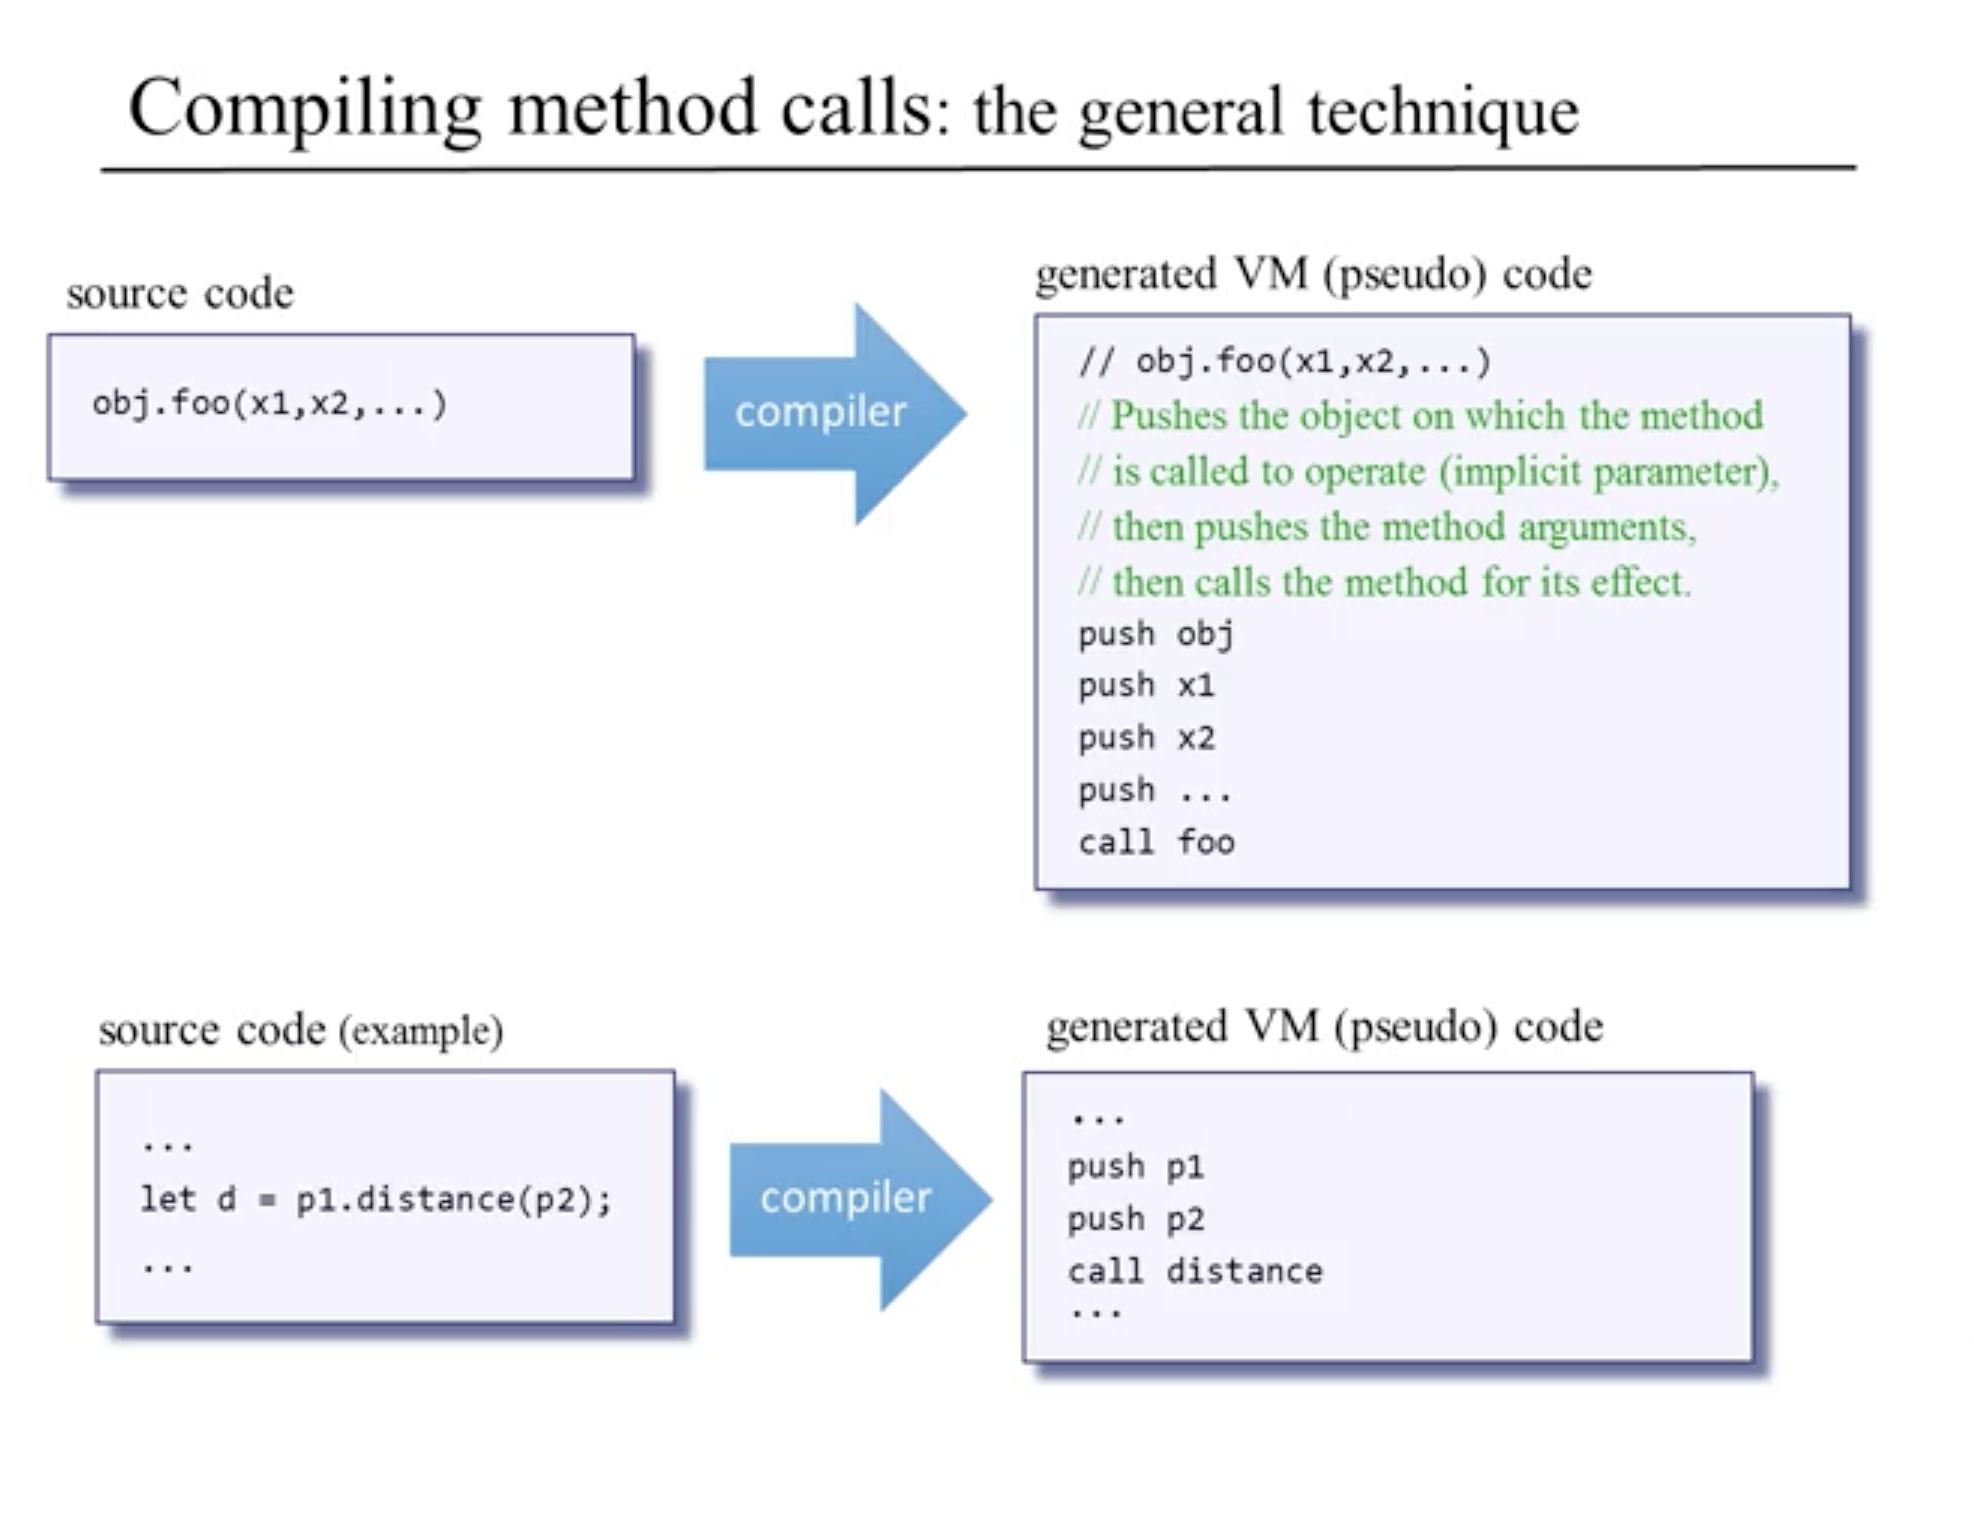 Compiling method calls: the general technique
source code
obj.foo(x1,x2,...)
compiler
generated VM (pseudo) code
// obj.foo(x1,x2,...)
// Pushes the object on which the method
// is called to operate (implicit parameter),
// then pushes the method arguments,
// then calls the method for its effect.
push obj
push x1
push x2
push ...
call foo
source code (example)
...
let d = p1.distance(p2);
...
compiler
generated VM (pseudo) code
...
push p1
push p2
call distance
...